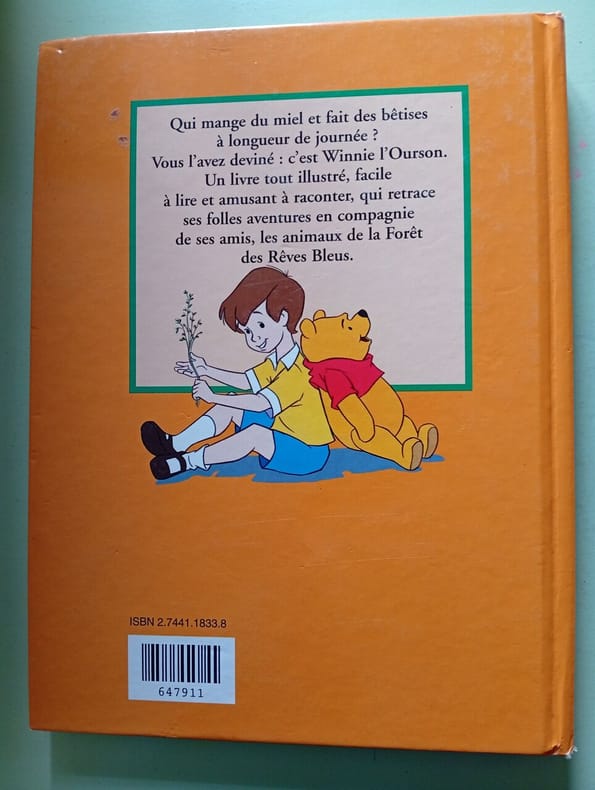 Qui mange du miel et fait des bêtises
à longueur de journée ?
Vous l'avez deviné : c'est Winnie l'Ourson.
Un livre tout illustré, facile
à lire et amusant à raconter, qui retrace
ses folles aventures en compagnie
de ses amis, les animaux de la Forêt
des Rêves Bleus.
ISBN 2.7441.1833.8
647911